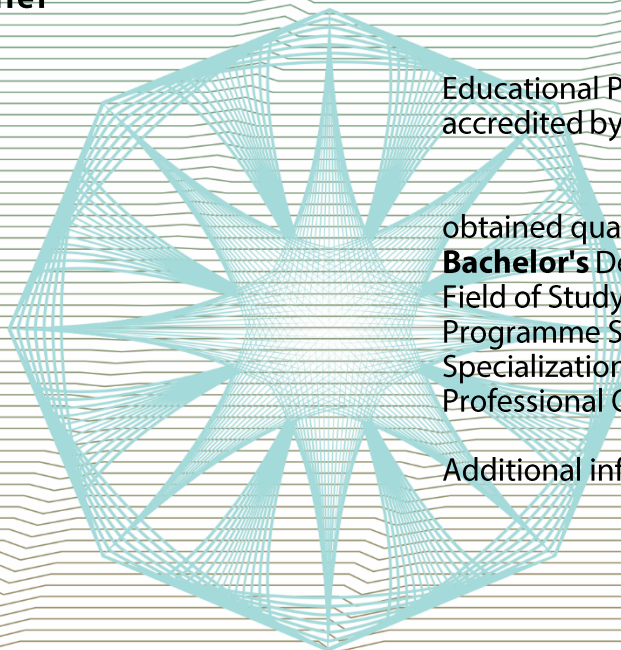 Educational P
accredited by
obtained qua
Bachelor's De
Field of Study
Programme S
Specialization
Professional
Additional inf